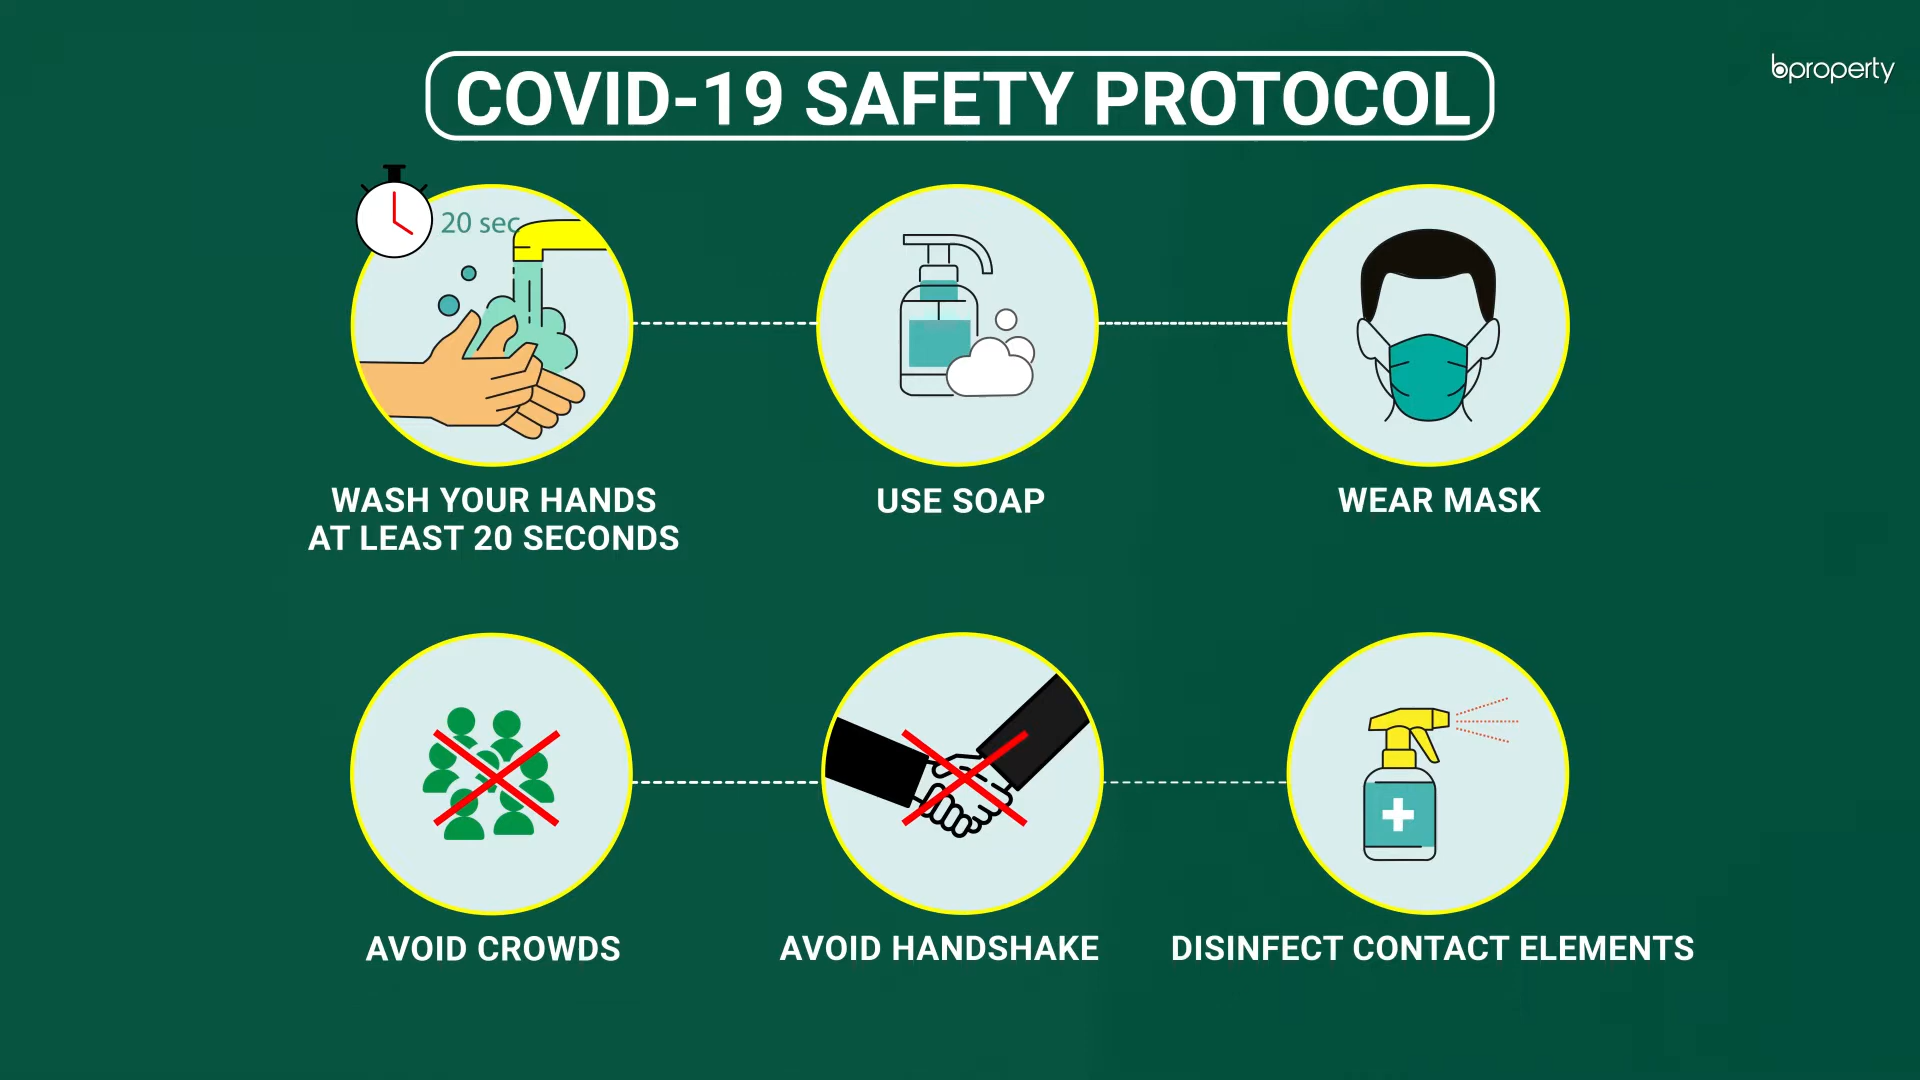 COVID-19 SAFETY PROTOCOL
bproperty
20 sec
WASH YOUR HANDS
AT LEAST 20 SECONDS
USE SOAP
WEAR MASK
AVOID CROWDS
AVOID HANDSHAKE
DISINFECT CONTACT ELEMENTS